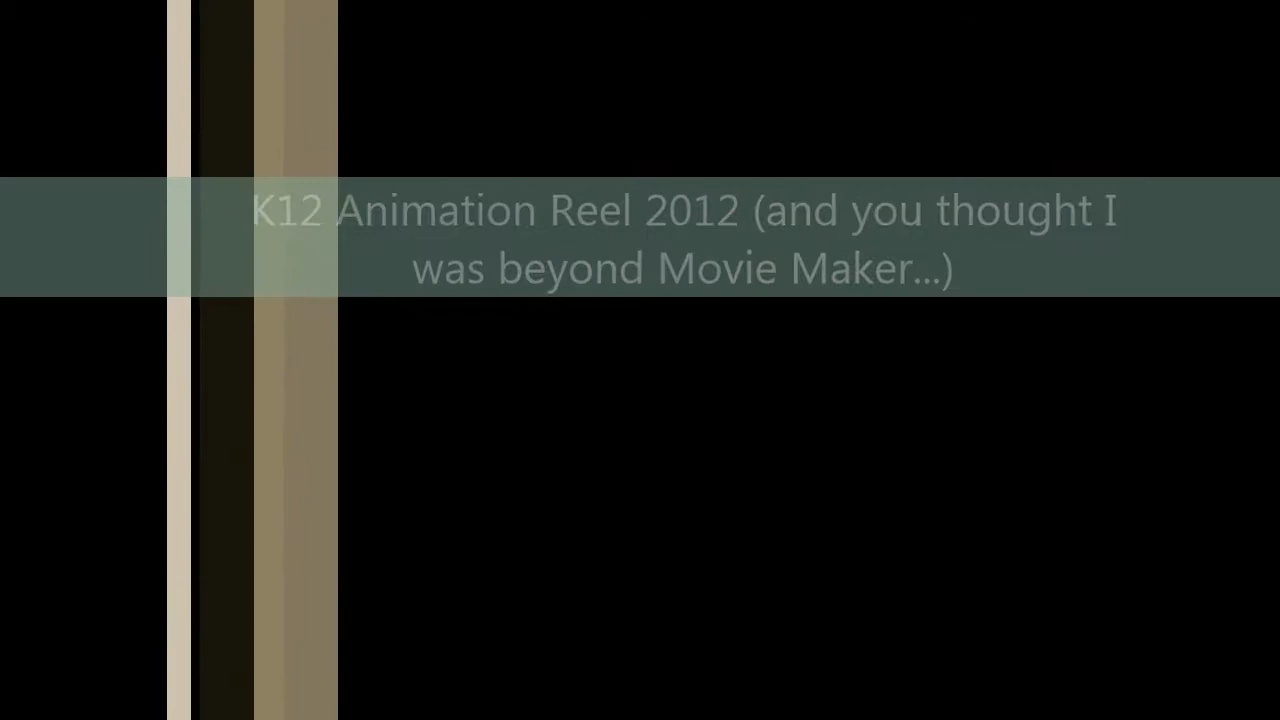 K12 Animation Reel 2012 (and you thought I
was beyond Movie Maker...)